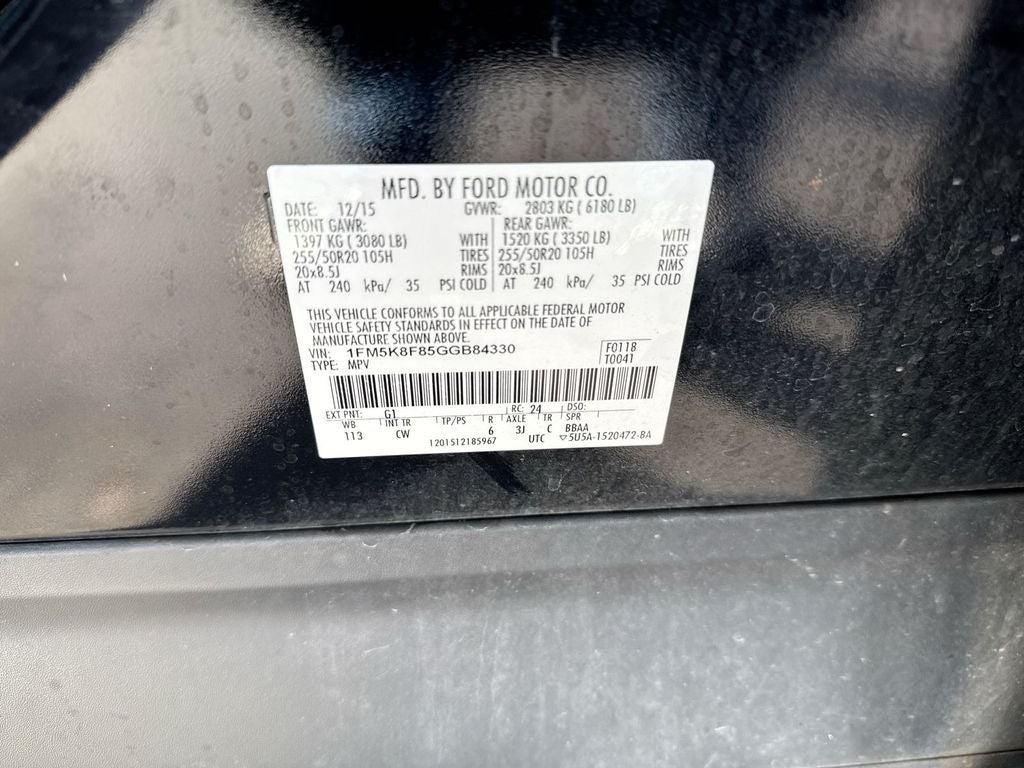 MFD. BY FORD MOTOR CO.
DATE: 12/15 GVWR: 2803 KG ( 6180 LB)
FRONT GAWR: REAR GAWR:
1397 KG ( 3080 LB) WITH 1520 KG ( 3350 LB) WITH
255/50R20 105H TIRES 255/50R20 105H TIRES
20x8.5J RIMS 20x8.5J RIMS
AT 240 kPa/ 35 PSI COLD AT 240 kPa/ 35 PSI COLD
THIS VEHICLE CONFORMS TO ALL APPLICABLE FEDERAL MOTOR
VEHICLE SAFETY STANDARDS IN EFFECT ON THE DATE OF
MANUFACTURE SHOWN ABOVE.
VIN: 1FM5K8F85GGB84330 F0118
TYPE: MPV T0041
EXT PNT: G1 RC: 24 DSO:
WB INT TR TP/PS R AXLE TR SPR
113 CW 6 3J C BBAA
1201512185967 UTC ▽5U5A-1520472-BA